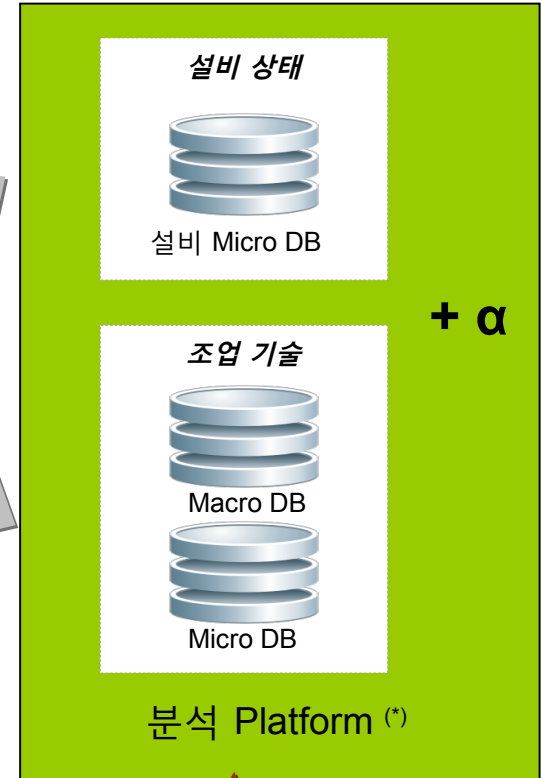 설비 상태
설비 Micro DB
+ α
조업 기술
Macro DB
Micro DB
분석 Platform (*)